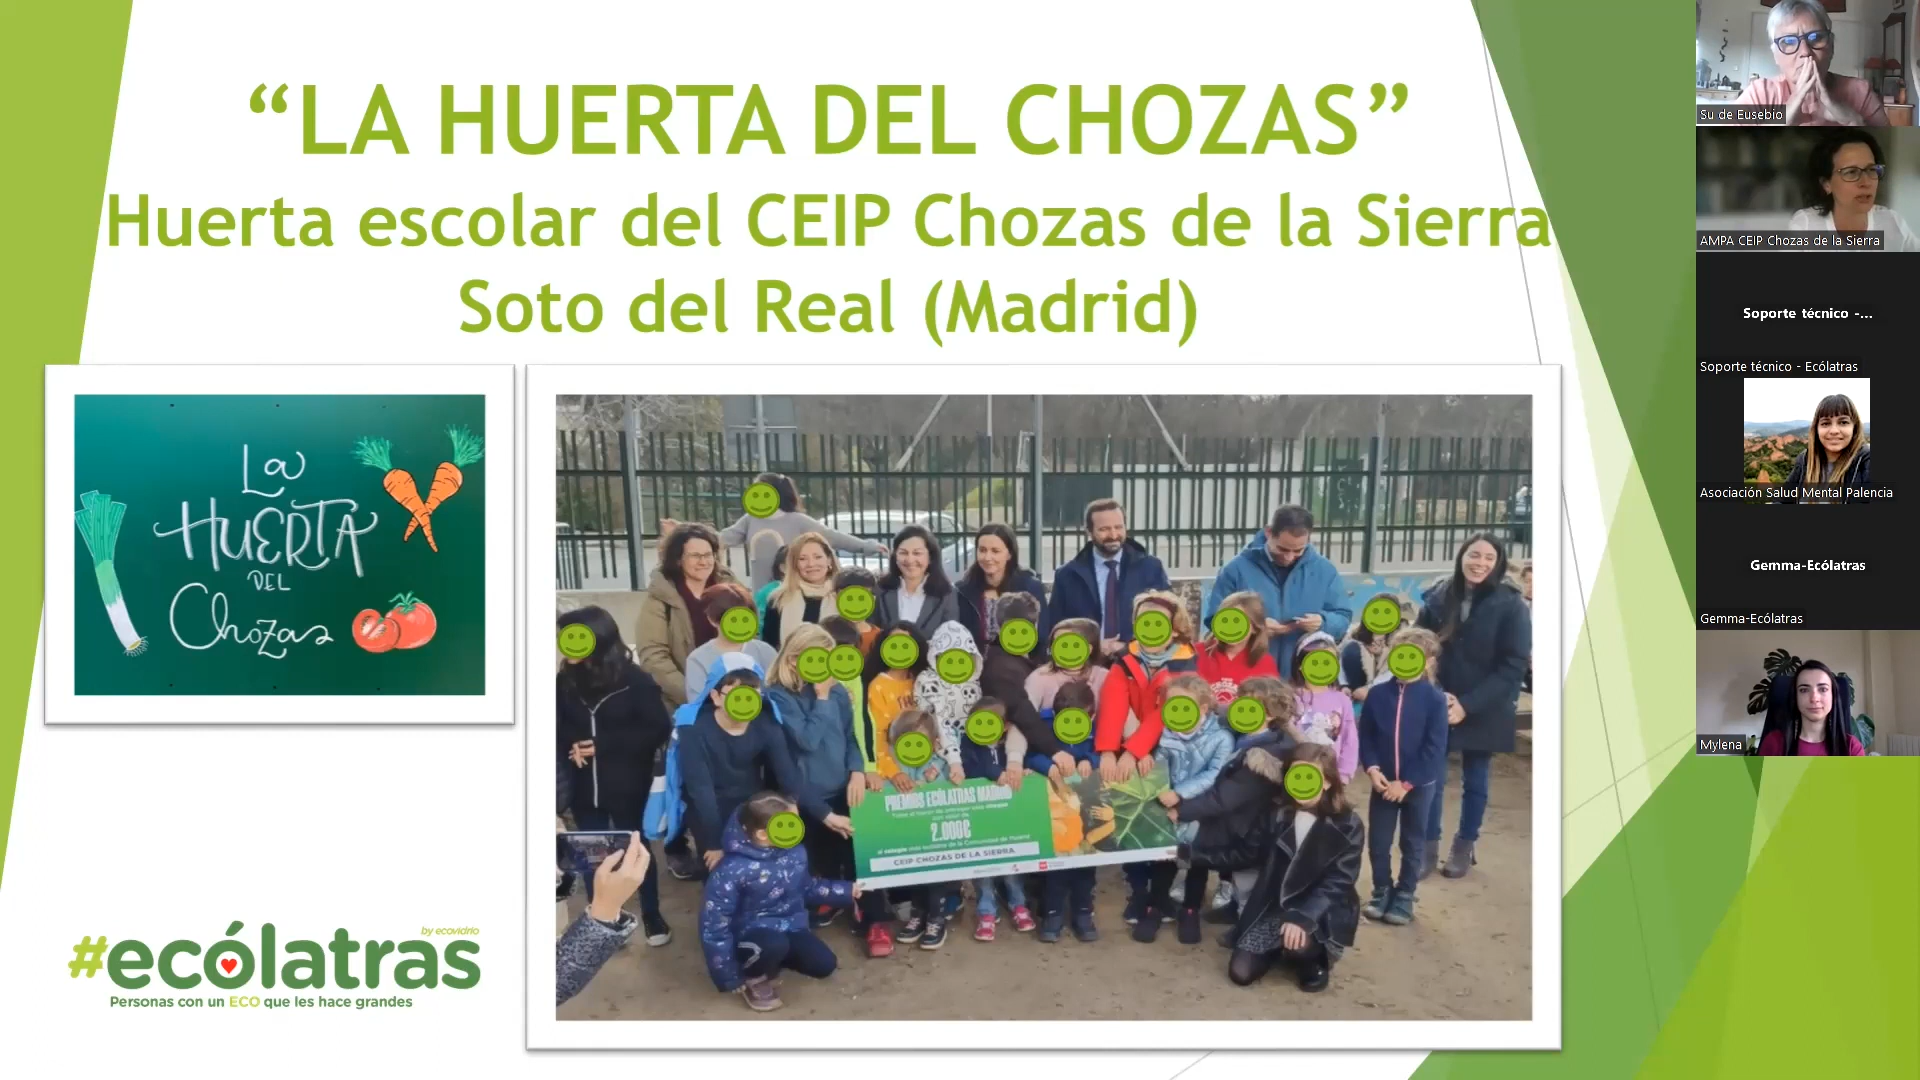 “LA HUERTA DEL CHOZAS”
Huerta escolar del CEIP Chozas de la Sierra
Soto del Real (Madrid)
La
HUERTA
DEL
Chozas
PREMIOS ECÓLATRAS MADRID
2.000€
CEIP CHOZAS DE LA SIERRA
by ecovidrio
#ecólatras
Personas con un ECO que les hace grandes
Su de Eusebio
AMPA CEIP Chozas de la Sierra
Soporte técnico -...
Soporte técnico - Ecólatras
Asociación Salud Mental Palencia
Gemma-Ecólatras
Gemma-Ecólatras
Mylena